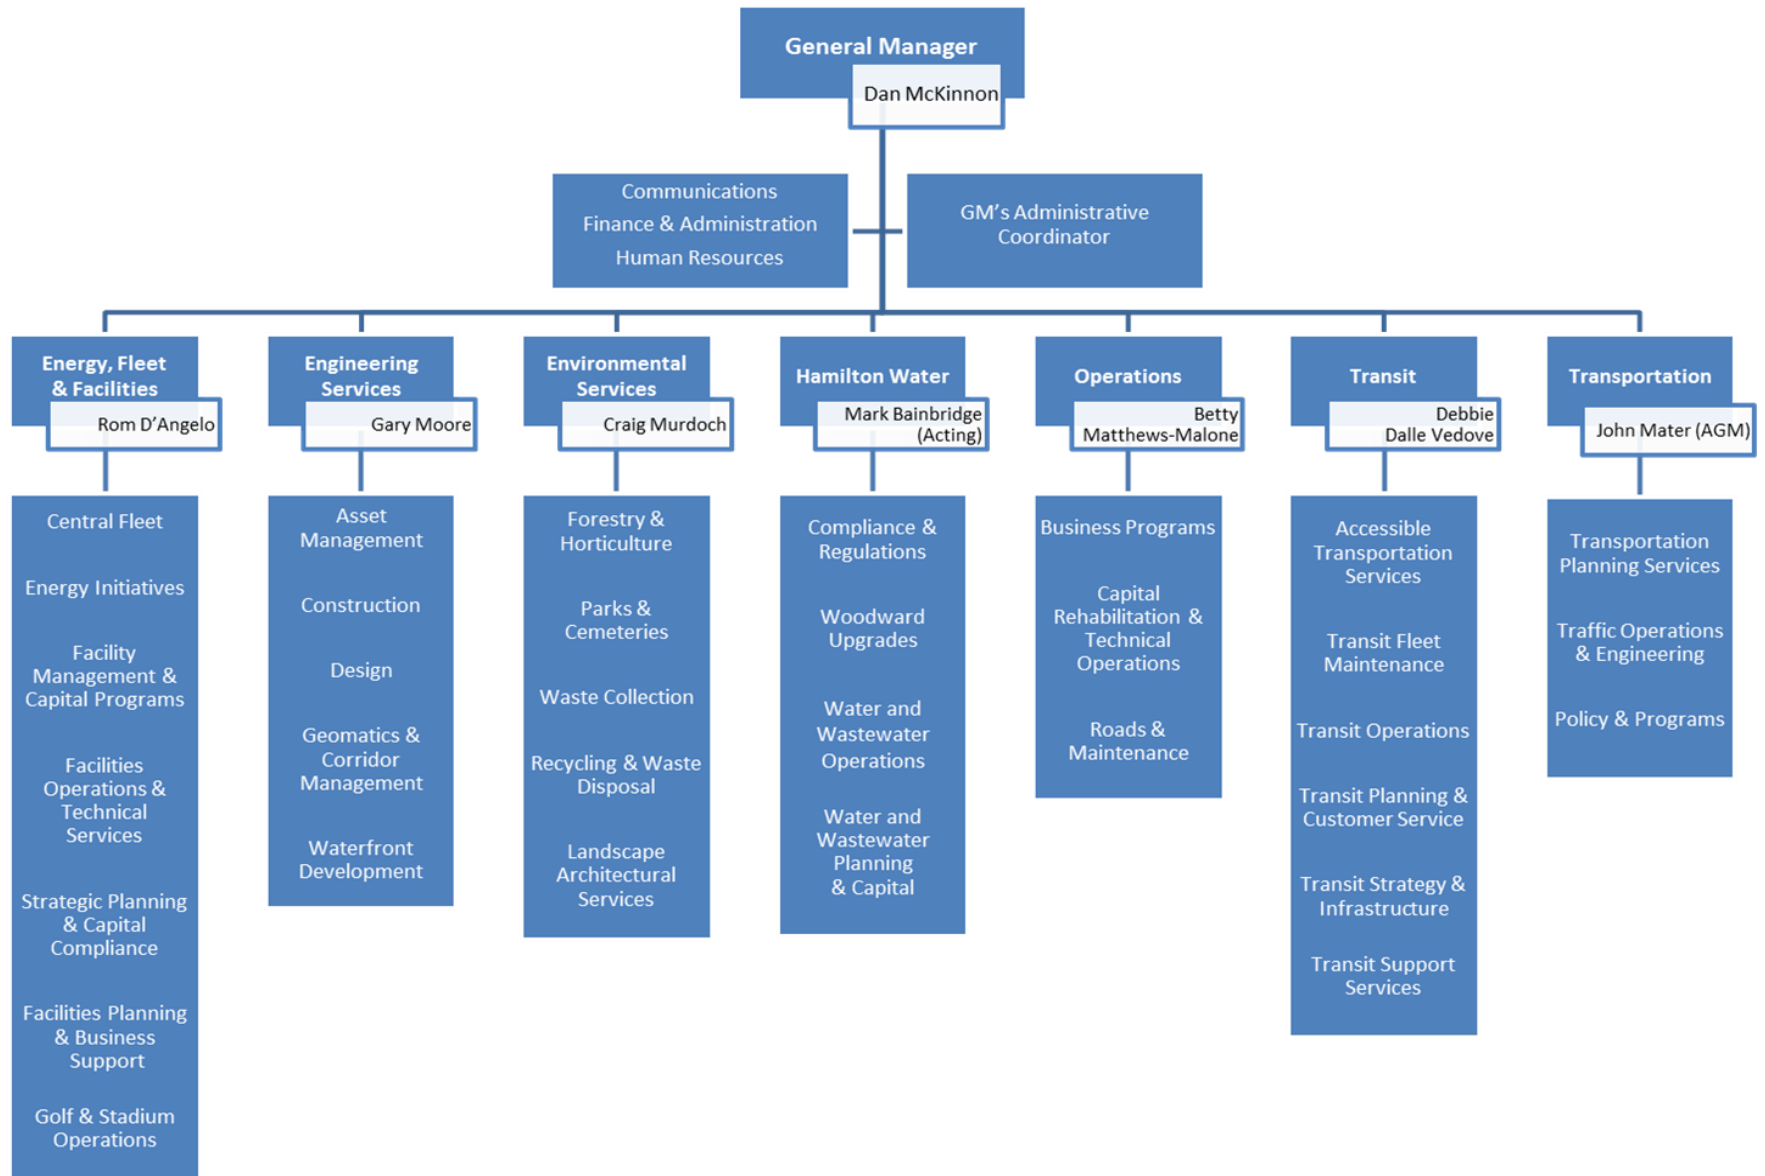 General Manager
Dan McKinnon
Communications
Finance & Administration
Human Resources
GM’s Administrative
Coordinator
Energy, Fleet
& Facilities
Rom D’Angelo
Engineering
Services
Gary Moore
Environmental
Services
Craig Murdoch
Hamilton Water
Mark Bainbridge
(Acting)
Operations
Betty
Matthews-Malone
Transit
Debbie
Dalle Vedove
Transportation
John Mater (AGM)
Central Fleet
Energy Initiatives
Facility
Management &
Capital Programs
Facilities
Operations &
Technical
Services
Strategic Planning
& Capital
Compliance
Facilities Planning
& Business
Support
Golf & Stadium
Operations
Asset
Management
Construction
Design
Geomatics &
Corridor
Management
Waterfront
Development
Forestry &
Horticulture
Parks &
Cemeteries
Waste Collection
Recycling & Waste
Disposal
Landscape
Architectural
Services
Compliance &
Regulations
Woodward
Upgrades
Water and
Wastewater
Operations
Water and
Wastewater
Planning
& Capital
Business Programs
Capital
Rehabilitation &
Technical
Operations
Roads &
Maintenance
Accessible
Transportation
Services
Transit Fleet
Maintenance
Transit Operations
Transit Planning &
Customer Service
Transit Strategy &
Infrastructure
Transit Support
Services
Transportation
Planning Services
Traffic Operations
& Engineering
Policy & Programs